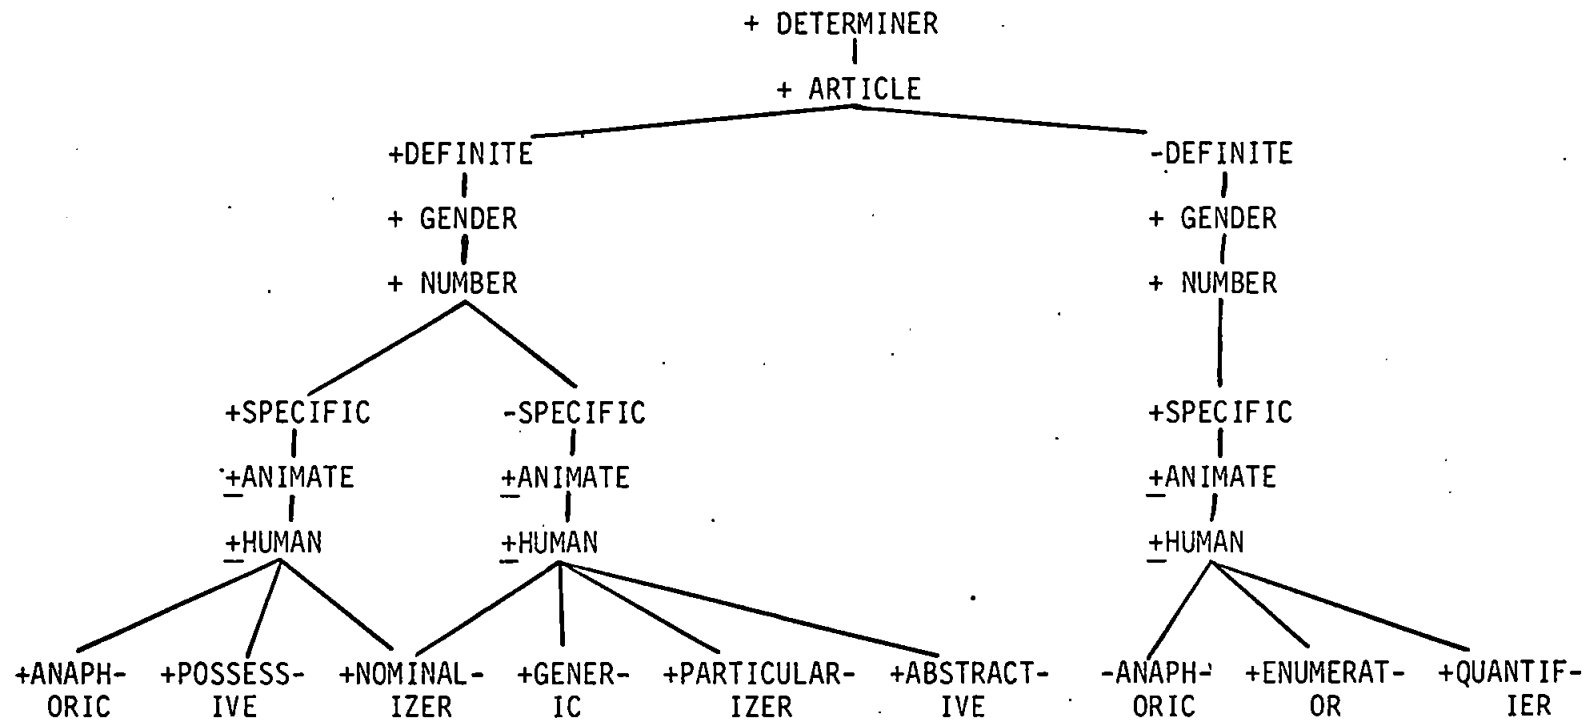 + DETERMINER
+ ARTICLE
+DEFINITE -DEFINITE
+ GENDER + GENDER
+ NUMBER + NUMBER
+SPECIFIC -SPECIFIC +SPECIFIC
±ANIMATE ±ANIMATE ±ANIMATE
±HUMAN ±HUMAN ±HUMAN
+ANAPH- +POSSESS- +NOMINAL- +GENER- +PARTICULAR- +ABSTRACT- -ANAPH- +ENUMERAT- +QUANTIF-
ORIC IVE IZER IC IZER IVE ORIC OR IER